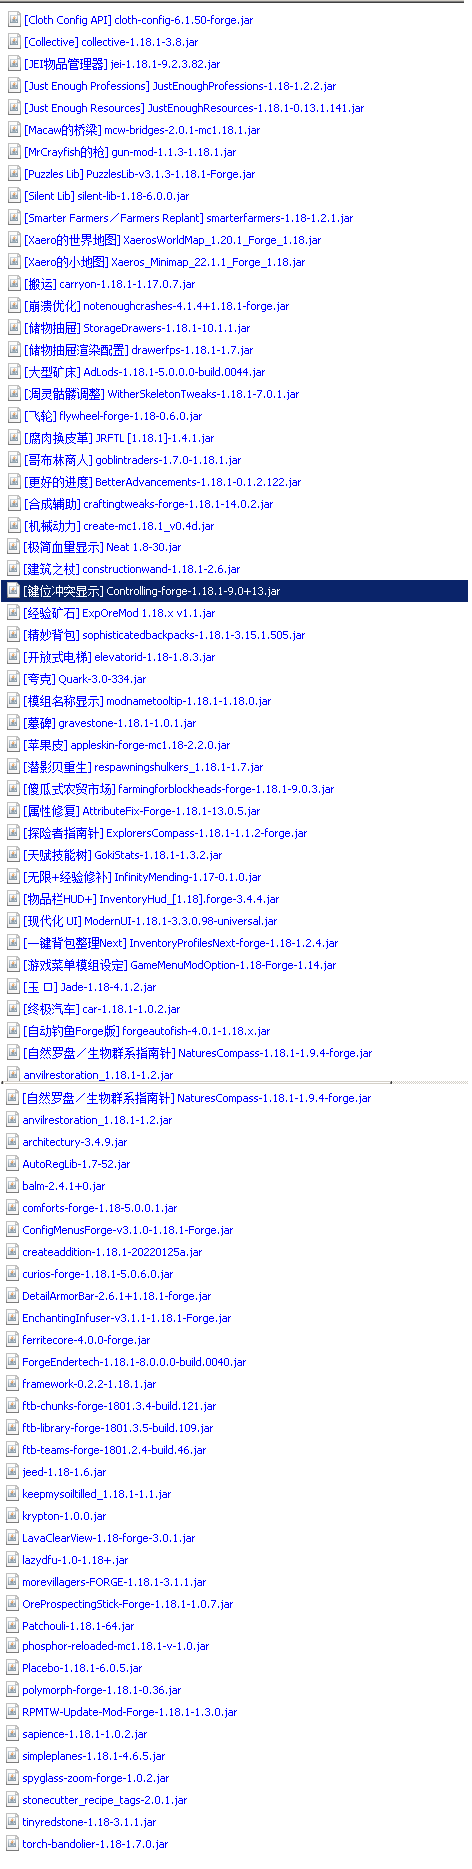 [Cloth Config API] cloth-config-6.1.50-forge.jar
[Collective] collective-1.18.1-3.8.jar
[JEI物品管理器] jei-1.18.1-9.2.3.82.jar
[Just Enough Professions] JustEnoughProfessions-1.18-1.2.2.jar
[Just Enough Resources] JustEnoughResources-1.18.1-0.13.1.141.jar
[Macaw的桥梁] mcw-bridges-2.0.1-mc1.18.1.jar
[MrCrayfish的枪] gun-mod-1.1.3-1.18.1.jar
[Puzzles Lib] PuzzlesLib-v3.1.3-1.18.1-Forge.jar
[Silent Lib] silent-lib-1.18-6.0.0.jar
[Smarter Farmers／Farmers Replant] smarterfarmers-1.18-1.2.1.jar
[Xaero的世界地图] XaerosWorldMap_1.20.1_Forge_1.18.jar
[Xaero的小地图] Xaeros_Minimap_22.1.1_Forge_1.18.jar
[搬运] carryon-1.18.1-1.17.0.7.jar
[崩溃优化] notenoughcrashes-4.1.4+1.18.1-forge.jar
[储物抽屉] StorageDrawers-1.18.1-10.1.1.jar
[储物抽屉渲染配置] drawerfps-1.18.1-1.7.jar
[大型矿床] AdLods-1.18.1-5.0.0.0-build.0044.jar
[凋灵骷髅调整] WitherSkeletonTweaks-1.18.1-7.0.1.jar
[飞轮] flywheel-forge-1.18-0.6.0.jar
[腐肉换皮革] JRFTL [1.18.1]-1.4.1.jar
[哥布林商人] goblintraders-1.7.0-1.18.1.jar
[更好的进度] BetterAdvancements-1.18.1-0.1.2.122.jar
[合成辅助] craftingtweaks-forge-1.18.1-14.0.2.jar
[机械动力] create-mc1.18.1_v0.4d.jar
[极简血量显示] Neat 1.8-30.jar
[建筑之杖] constructionwand-1.18.1-2.6.jar
[键位冲突显示] Controlling-forge-1.18.1-9.0+13.jar
[经验矿石] ExpOreMod 1.18.x v1.1.jar
[精妙背包] sophisticatedbackpacks-1.18.1-3.15.1.505.jar
[开放式电梯] elevatorid-1.18-1.8.3.jar
[夸克] Quark-3.0-334.jar
[模组名称显示] modnametooltip-1.18.1-1.18.0.jar
[墓碑] gravestone-1.18.1-1.0.1.jar
[苹果皮] appleskin-forge-mc1.18-2.2.0.jar
[潜影贝重生] respawningshulkers_1.18.1-1.7.jar
[傻瓜式农贸市场] farmingforblockheads-forge-1.18.1-9.0.3.jar
[属性修复] AttributeFix-Forge-1.18.1-13.0.5.jar
[探险者指南针] ExplorersCompass-1.18.1-1.1.2-forge.jar
[天赋技能树] GokiStats-1.18.1-1.3.2.jar
[无限+经验修补] InfinityMending-1.17-0.1.0.jar
[物品栏HUD+] InventoryHud_[1.18].forge-3.4.4.jar
[现代化 UI] ModernUI-1.18.1-3.3.0.98-universal.jar
[一键背包整理Next] InventoryProfilesNext-forge-1.18-1.2.4.jar
[游戏菜单模组设定] GameMenuModOption-1.18-Forge-1.14.jar
[玉 口] Jade-1.18-4.1.2.jar
[终极汽车] car-1.18.1-1.0.2.jar
[自动钓鱼Forge版] forgeautofish-4.0.1-1.18.x.jar
[自然罗盘／生物群系指南针] NaturesCompass-1.18.1-1.9.4-forge.jar
anvilrestoration_1.18.1-1.2.jar
[自然罗盘／生物群系指南针] NaturesCompass-1.18.1-1.9.4-forge.jar
anvilrestoration_1.18.1-1.2.jar
architectury-3.4.9.jar
AutoRegLib-1.7-52.jar
balm-2.4.1+0.jar
comforts-forge-1.18-5.0.0.1.jar
ConfigMenusForge-v3.1.0-1.18.1-Forge.jar
createaddition-1.18.1-20220125a.jar
curios-forge-1.18.1-5.0.6.0.jar
DetailArmorBar-2.6.1+1.18.1-forge.jar
EnchantingInfuser-v3.1.1-1.18.1-Forge.jar
ferritecore-4.0.0-forge.jar
ForgeEndertech-1.18.1-8.0.0.0-build.0040.jar
framework-0.2.2-1.18.1.jar
ftb-chunks-forge-1801.3.4-build.121.jar
ftb-library-forge-1801.3.5-build.109.jar
ftb-teams-forge-1801.2.4-build.46.jar
jeed-1.18-1.6.jar
keepmysoiltilled_1.18.1-1.1.jar
krypton-1.0.0.jar
LavaClearView-1.18-forge-3.0.1.jar
lazydfu-1.0-1.18+.jar
morevillagers-FORGE-1.18.1-3.1.1.jar
OreProspectingStick-Forge-1.18.1-1.0.7.jar
Patchouli-1.18.1-64.jar
phosphor-reloaded-mc1.18.1-v-1.0.jar
Placebo-1.18.1-6.0.5.jar
polymorph-forge-1.18.1-0.36.jar
RPMTW-Update-Mod-Forge-1.18.1-1.3.0.jar
sapience-1.18.1-1.0.2.jar
simpleplanes-1.18.1-4.6.5.jar
spyglass-zoom-forge-1.0.2.jar
stonecutter_recipe_tags-2.0.1.jar
tinyredstone-1.18-3.1.1.jar
torch-bandolier-1.18-1.7.0.jar